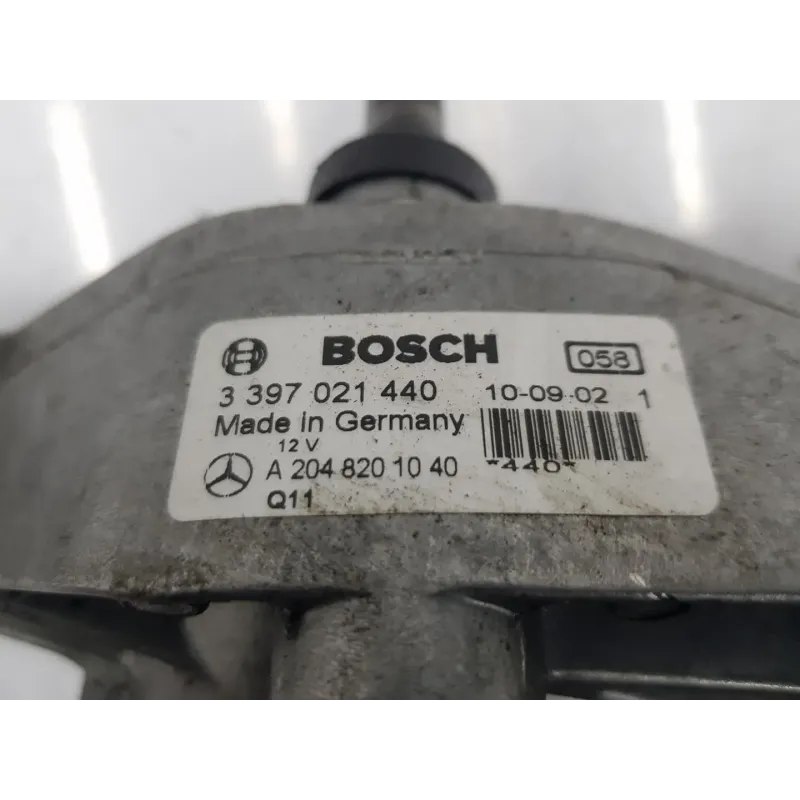 BOSCH 058
3 397 021 440 10-09-02 1
Made in Germany
12 V *440*
A 204 820 10 40
Q11